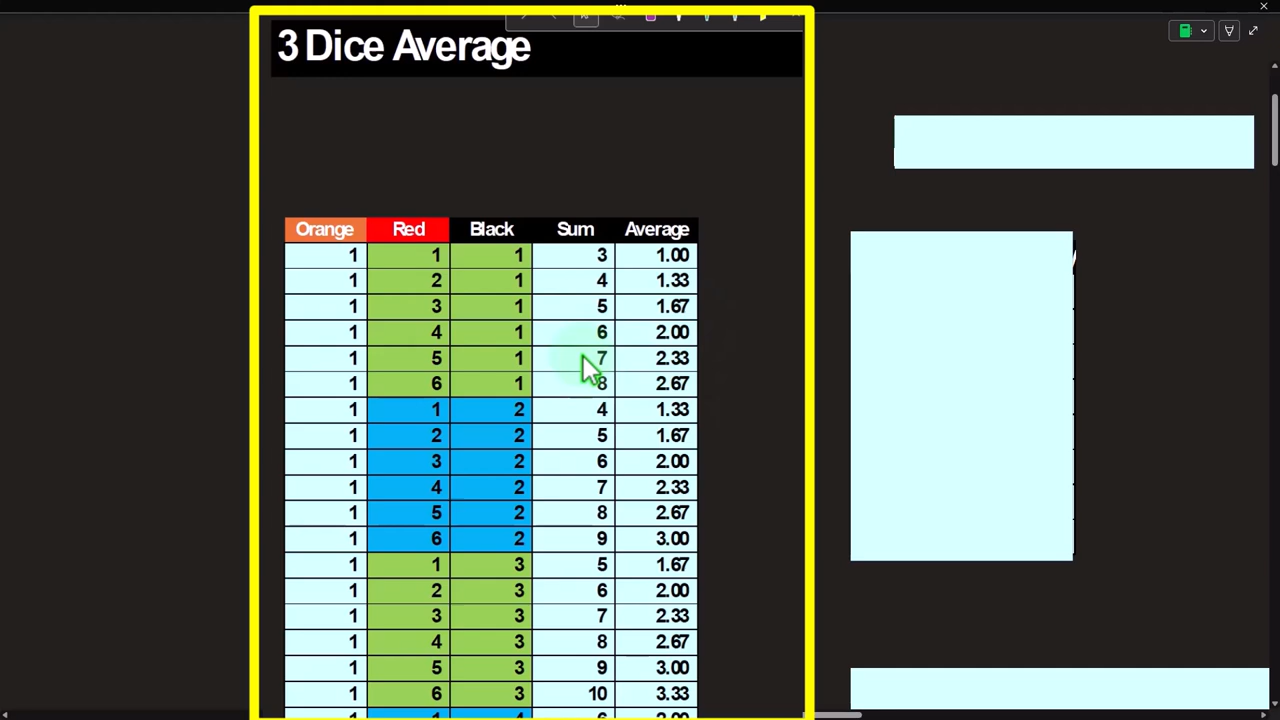 3 Dice Average
Orange Red Black Sum Average
1 1 1 3 1.00
1 2 1 4 1.33
1 3 1 5 1.67
1 4 1 6 2.00
1 5 1 7 2.33
1 6 1 8 2.67
1 1 2 4 1.33
1 2 2 5 1.67
1 3 2 6 2.00
1 4 2 7 2.33
1 5 2 8 2.67
1 6 2 9 3.00
1 1 3 5 1.67
1 2 3 6 2.00
1 3 3 7 2.33
1 4 3 8 2.67
1 5 3 9 3.00
1 6 3 10 3.33